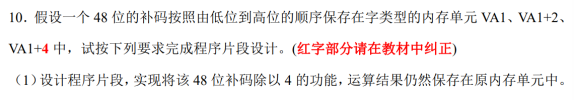 10．假设一个 48 位的补码按照由低位到高位的顺序保存在字类型的内存单元 VA1、VA1+2、
VA1+4 中，试按下列要求完成程序片段设计。(红字部分请在教材中纠正)
（1）设计程序片段，实现将该 48 位补码除以 4 的功能，运算结果仍然保存在原内存单元中。